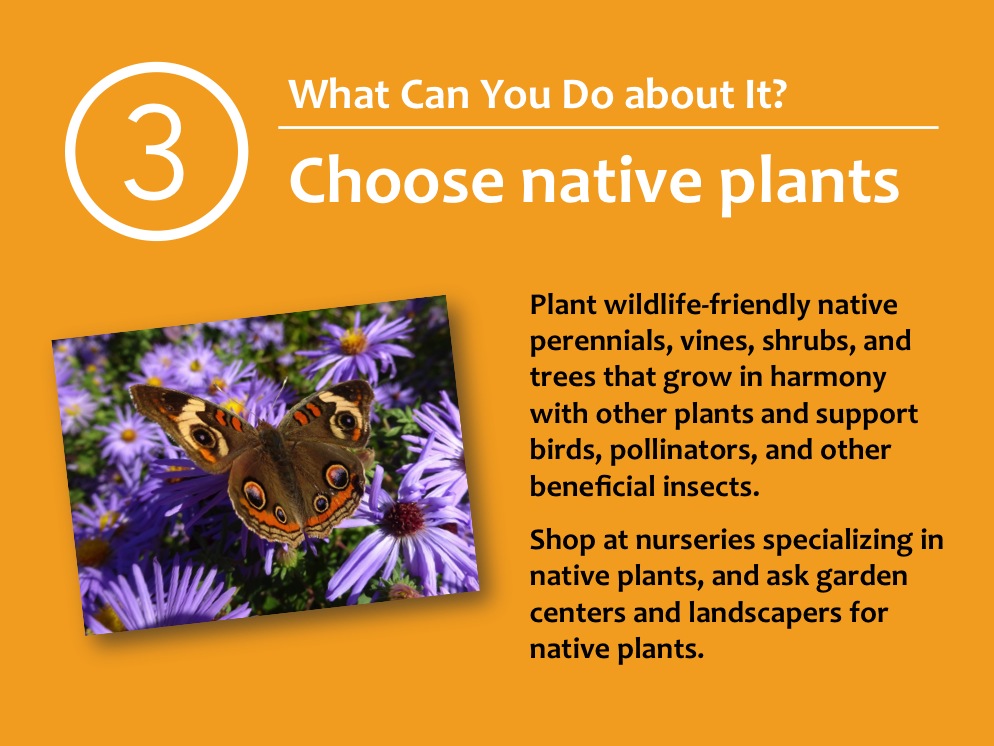 3
What Can You Do about It?
Choose native plants
Plant wildlife-friendly native
perennials, vines, shrubs, and
trees that grow in harmony
with other plants and support
birds, pollinators, and other
beneficial insects.
Shop at nurseries specializing in
native plants, and ask garden
centers and landscapers for
native plants.